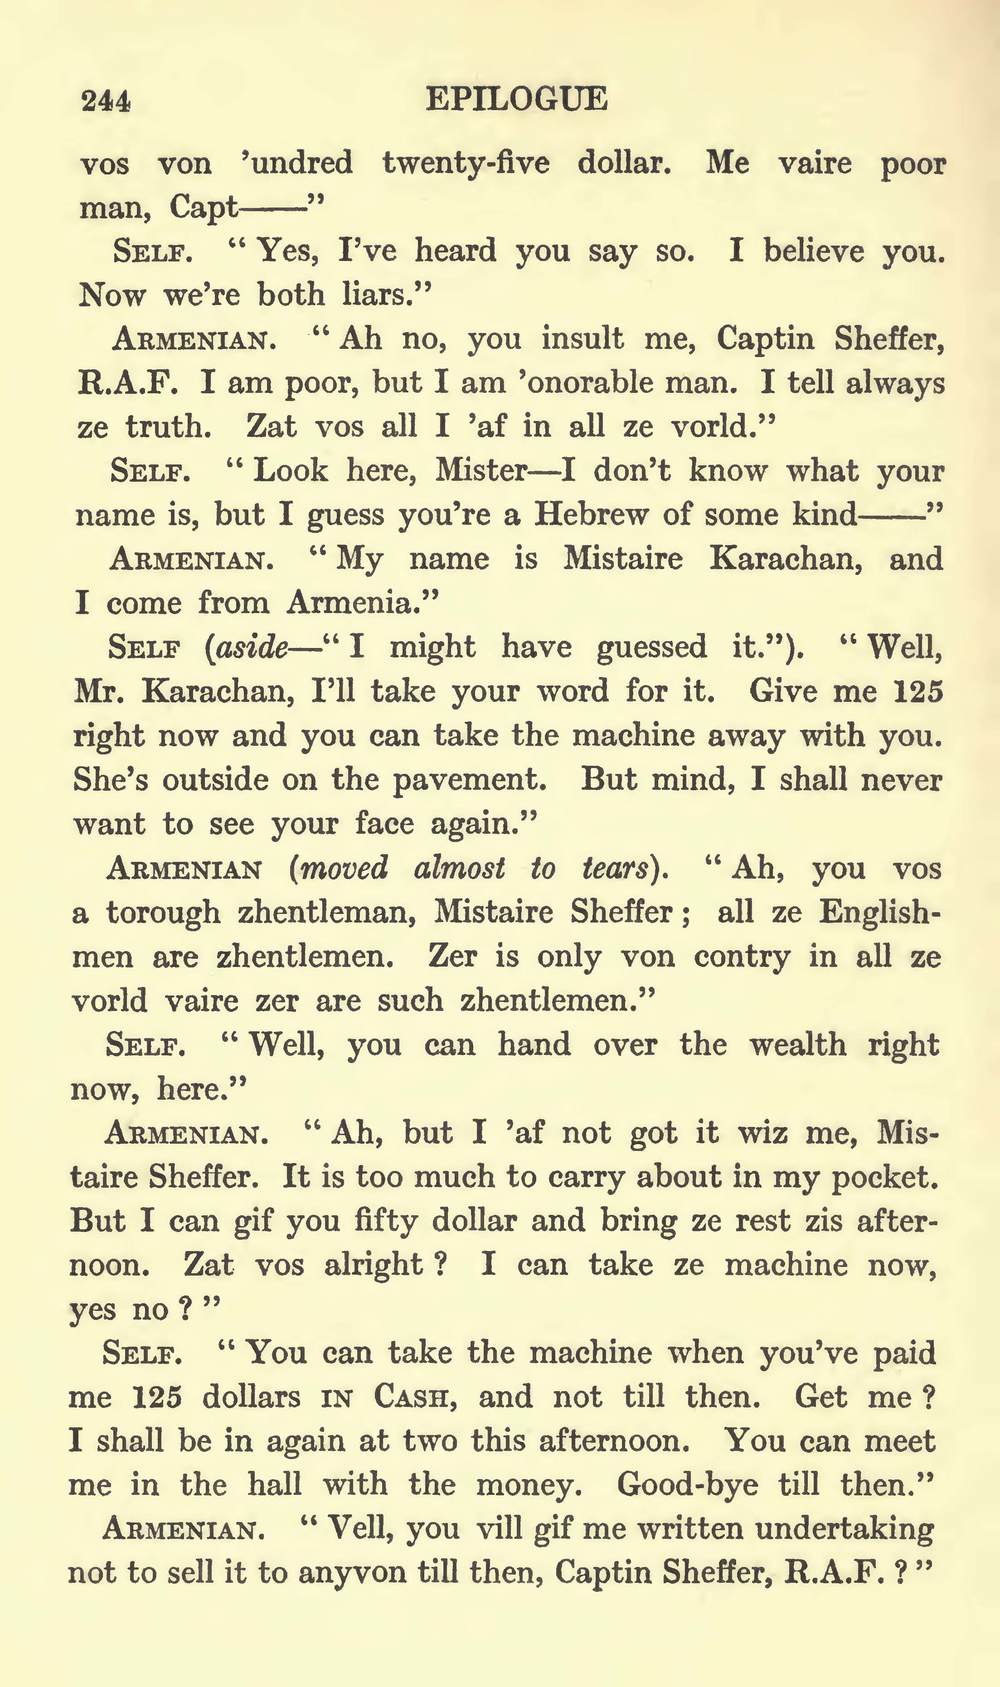 244 EPILOGUE
vos von ’undred twenty-five dollar. Me vaire poor
man, Capt——”
SELF. “ Yes, I’ve heard you say so. I believe you.
Now we’re both liars.”
ARMENIAN. “ Ah no, you insult me, Captin Sheffer,
R.A.F. I am poor, but I am ’onorable man. I tell always
ze truth. Zat vos all I ’af in all ze vorld.”
SELF. “ Look here, Mister—I don’t know what your
name is, but I guess you’re a Hebrew of some kind——”
ARMENIAN. “ My name is Mistaire Karachan, and
I come from Armenia.”
SELF (aside—“ I might have guessed it.”). “ Well,
Mr. Karachan, I’ll take your word for it. Give me 125
right now and you can take the machine away with you.
She’s outside on the pavement. But mind, I shall never
want to see your face again.”
ARMENIAN (moved almost to tears). “ Ah, you vos
a torough zhentleman, Mistaire Sheffer ; all ze English-
men are zhentlemen. Zer is only von contry in all ze
vorld vaire zer are such zhentlemen.”
SELF. “ Well, you can hand over the wealth right
now, here.”
ARMENIAN. “ Ah, but I ’af not got it wiz me, Mis-
taire Sheffer. It is too much to carry about in my pocket.
But I can gif you fifty dollar and bring ze rest zis after-
noon. Zat vos alright ? I can take ze machine now,
yes no ? ”
SELF. “ You can take the machine when you’ve paid
me 125 dollars IN CASH, and not till then. Get me ?
I shall be in again at two this afternoon. You can meet
me in the hall with the money. Good-bye till then.”
ARMENIAN. “ Vell, you vill gif me written undertaking
not to sell it to anyvon till then, Captin Sheffer, R.A.F. ? ”